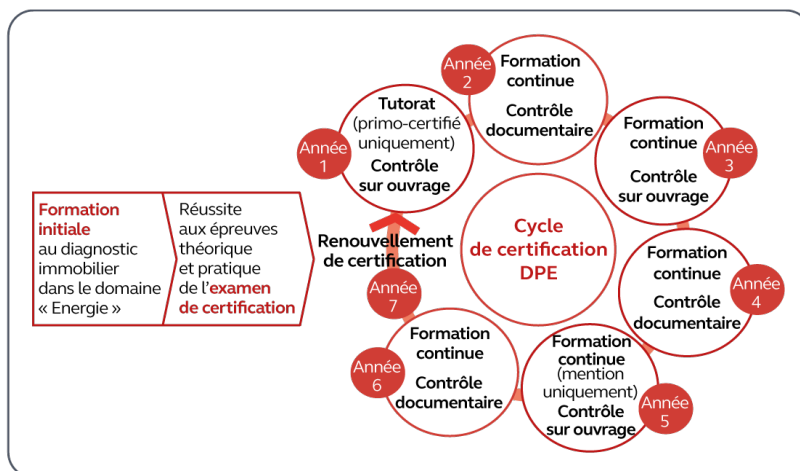 Formation
initiale
au diagnostic
immobilier
dans le domaine
« Energie »
Réussite
aux épreuves
théorique
et pratique
de l'examen
de certification
Cycle
de certification
DPE
Année
1
Tutorat
(primo-certifié
uniquement)
Contrôle
sur ouvrage
Année
2
Formation
continue
Contrôle
documentaire
Année
3
Formation
continue
Contrôle
sur ouvrage
Année
4
Formation
continue
Contrôle
documentaire
Année
5
Formation
continue
(mention
uniquement)
Contrôle
sur ouvrage
Année
6
Formation
continue
Contrôle
documentaire
Année
7
Renouvellement
de certification